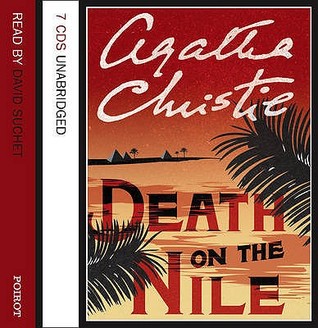 READ BY DAVID SUCHET
POIROT
7 CDS UNABRIDGED
Agatha
Christie
DEATH
ON THE
NILE